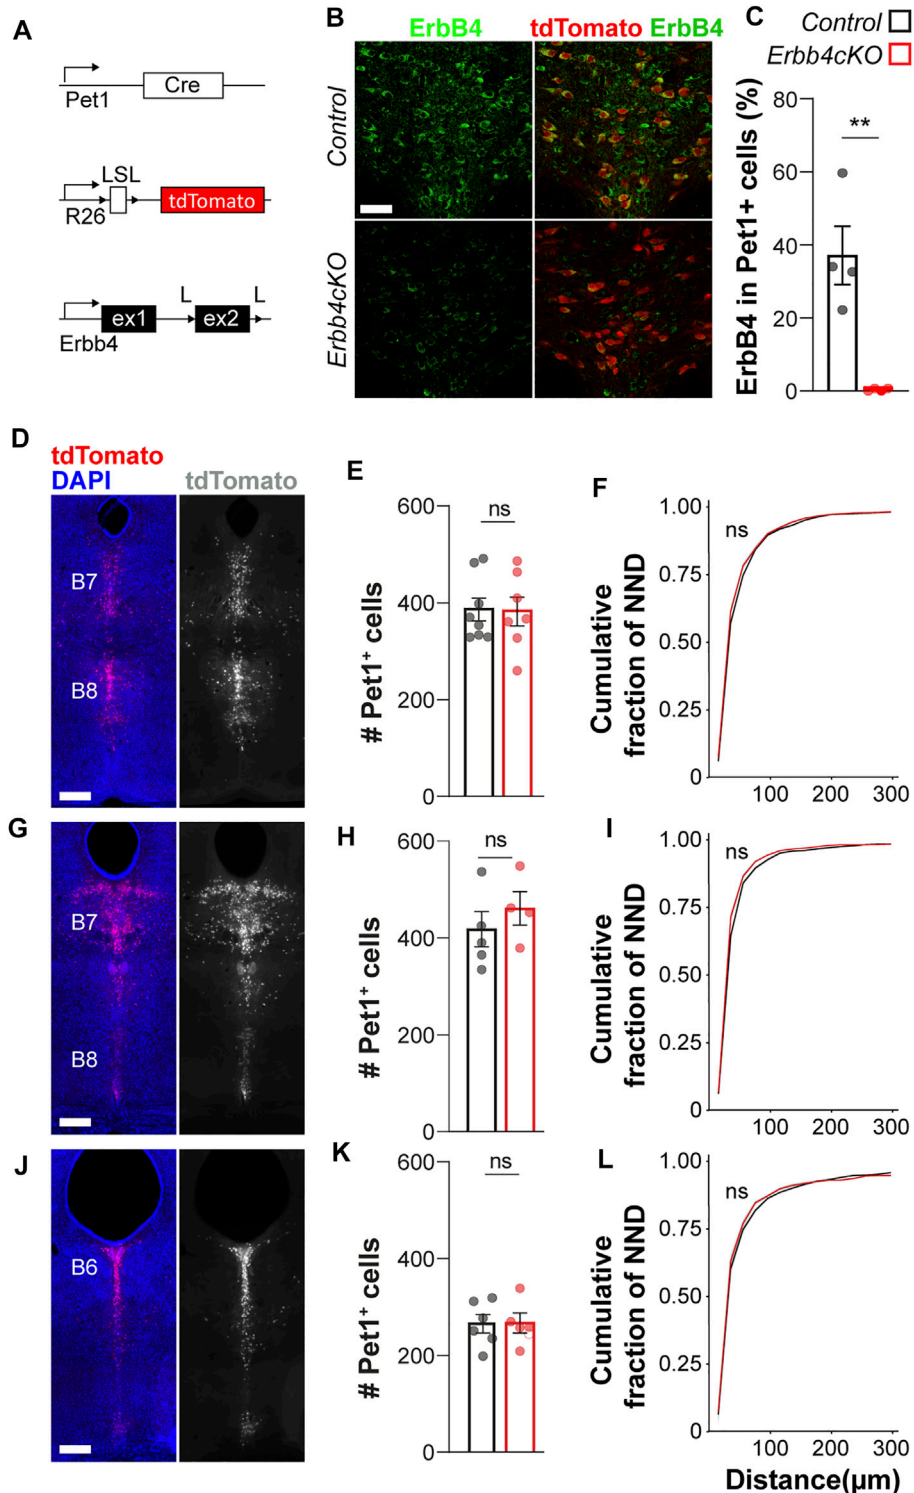 A
Pet1
Cre
LSL
R26
tdTomato
L
L
ex1
ex2
Erbb4
B
ErbB4
tdTomato ErbB4
Control
Erbb4cKO
C
Control
Erbb4cKO
ErbB4 in Pet1+ cells (%)
80
60
40
20
0
**
D
tdTomato
DAPI
tdTomato
B7
B8
E
# Pet1+ cells
600
400
200
0
ns
F
Cumulative
fraction of NND
1.00
0.75
0.50
0.25
0
ns
100 200 300
G
B7
B8
H
# Pet1+ cells
600
400
200
0
ns
I
Cumulative
fraction of NND
1.00
0.75
0.50
0.25
0
ns
100 200 300
J
B6
K
# Pet1+ cells
600
400
200
0
ns
L
Cumulative
fraction of NND
1.00
0.75
0.50
0.25
0
ns
100 200 300
Distance(µm)